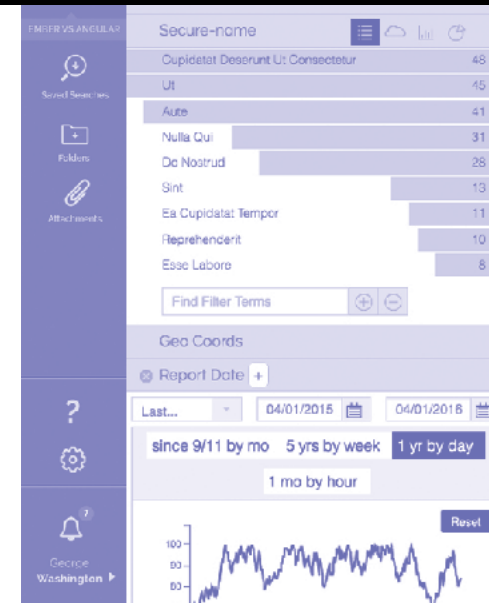 EMBER VS ANGULAR
Saved Searches
Folders
Attachments
?
7
George
Washington
Secure-name
Cupidatat Deserunt Ut Consectetur 48
Ut 45
Aute 41
Nulla Qui 31
Do Nostrud 28
Sint 13
Ea Cupidatat Tempor 11
Reprehenderit 10
Esse Labore 8
Find Filter Terms
Geo Coords
Report Date +
Last... 04/01/2015 04/01/2016
since 9/11 by mo 5 yrs by week 1 yr by day
1 mo by hour
Reset
100
90
80